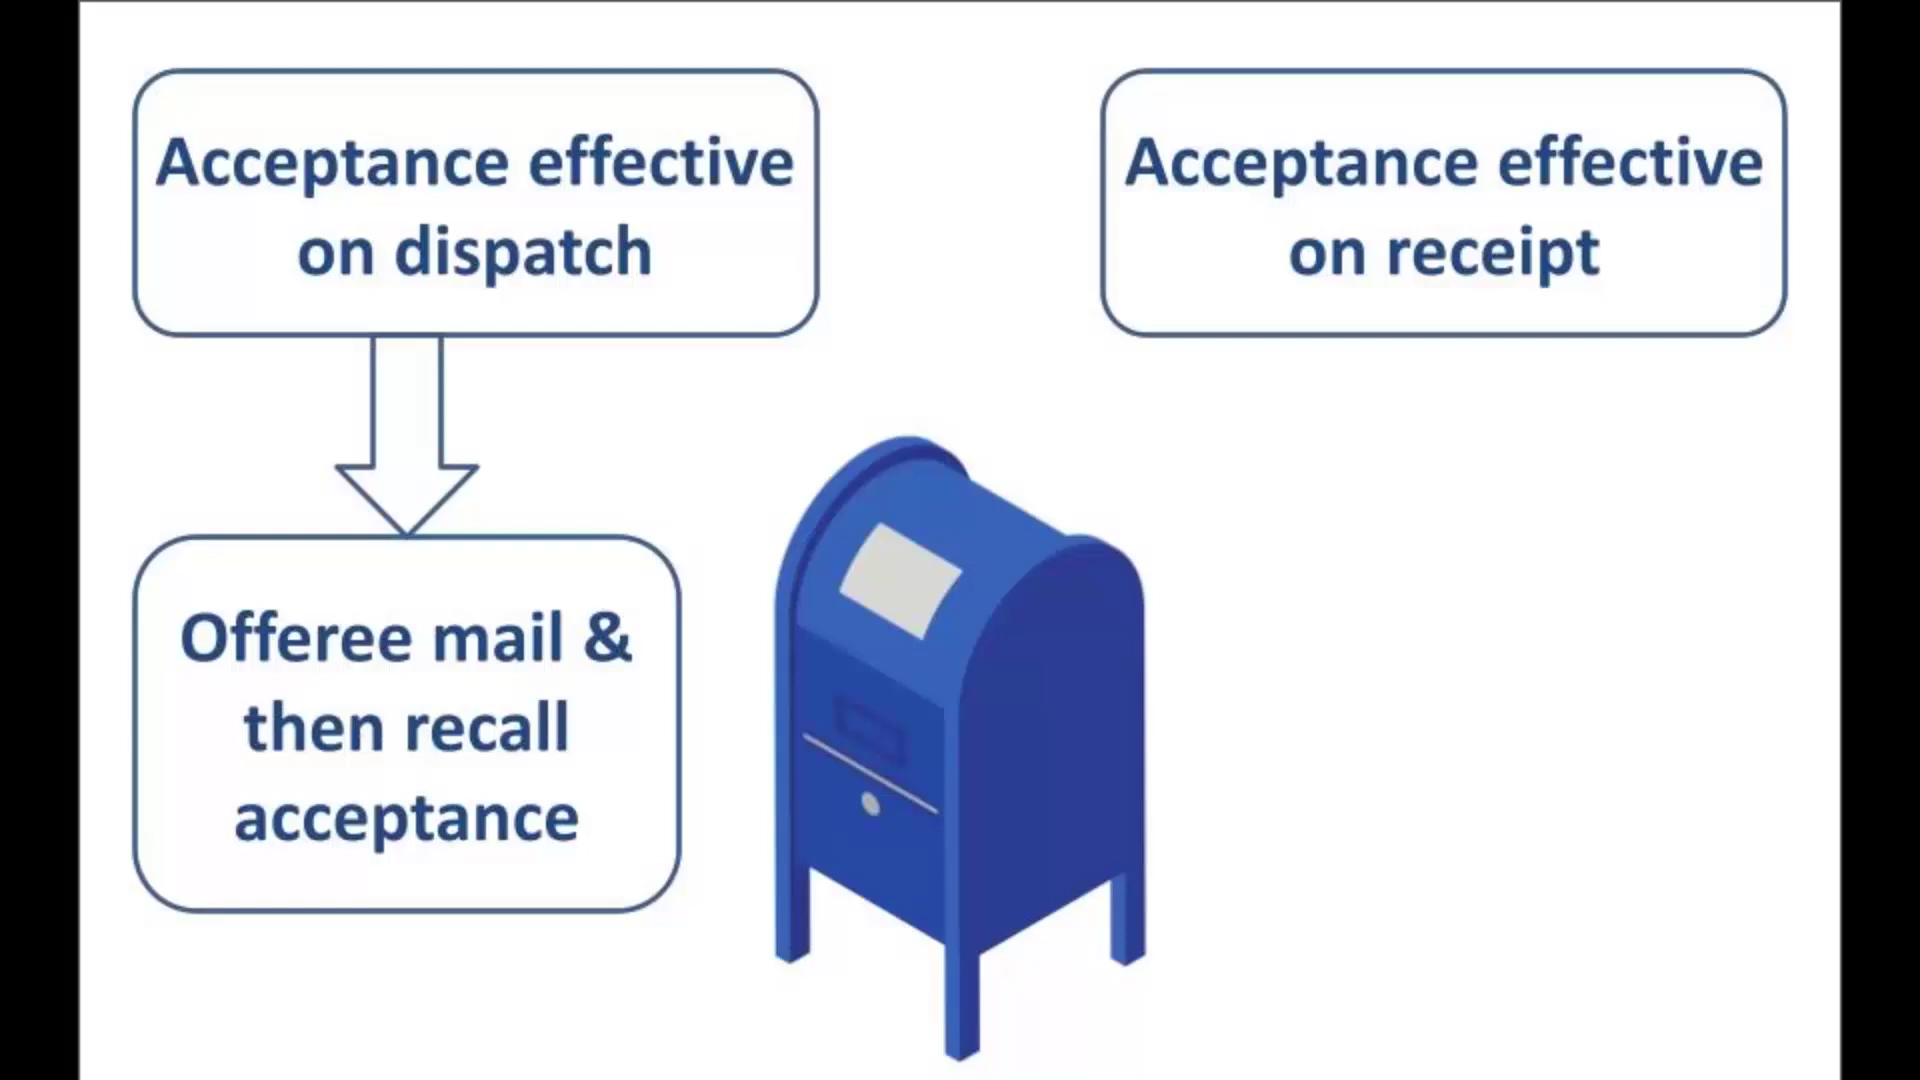 Acceptance effective
on dispatch
Acceptance effective
on receipt
Offeree mail &
then recall
acceptance